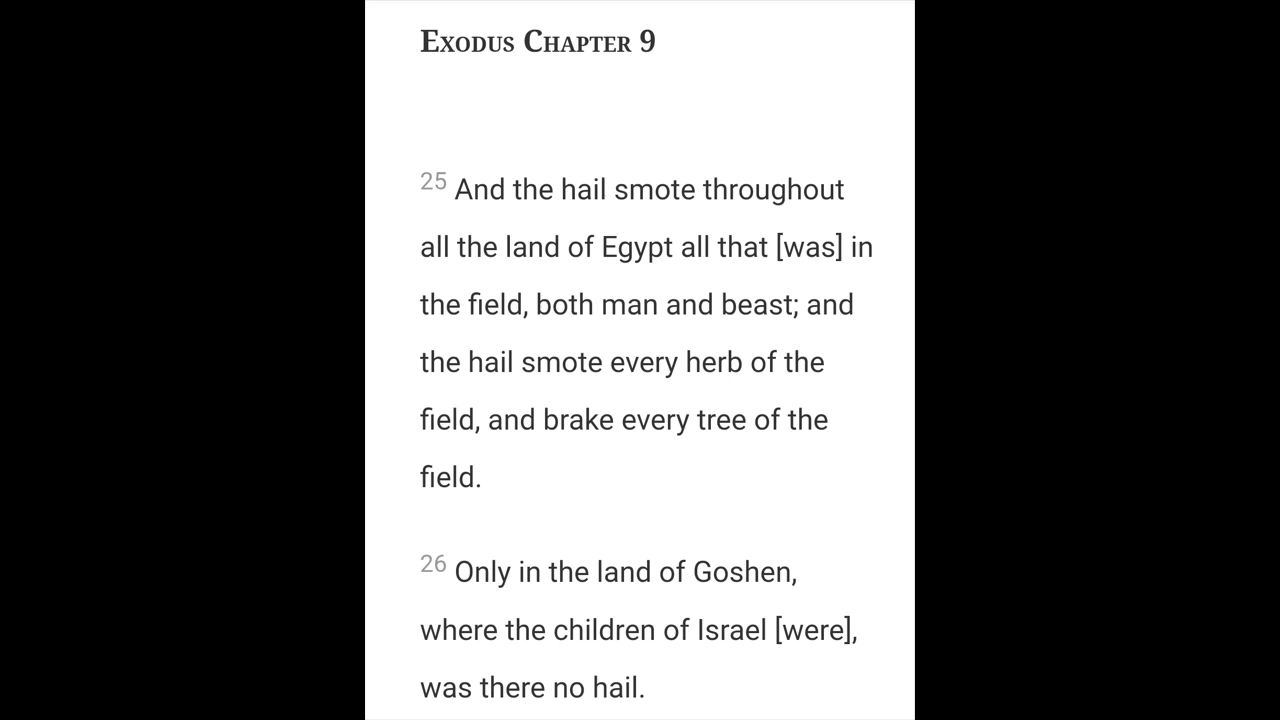 Exodus Chapter 9
25 And the hail smote throughout
all the land of Egypt all that [was] in
the field, both man and beast; and
the hail smote every herb of the
field, and brake every tree of the
field.
26 Only in the land of Goshen,
where the children of Israel [were],
was there no hail.